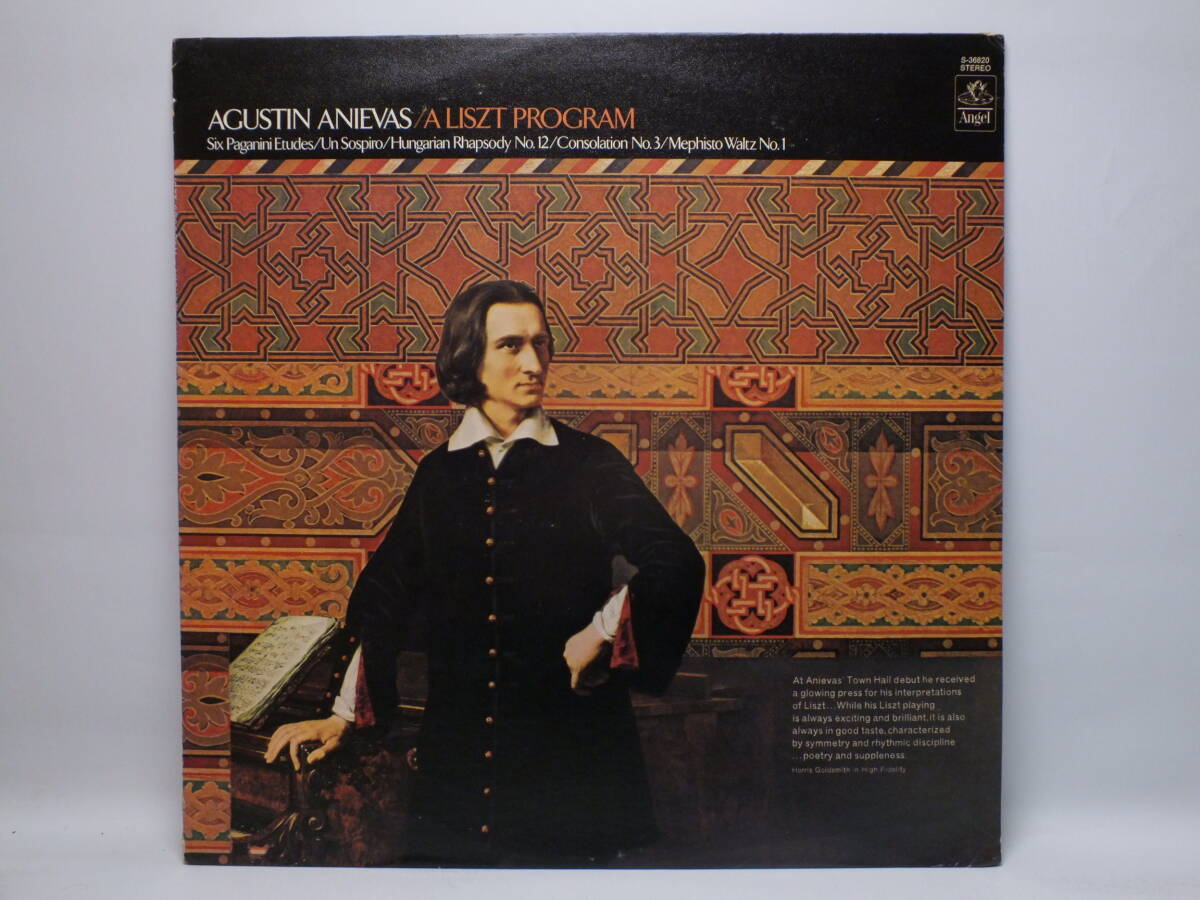 S-36820
STEREO
Angel
AGUSTIN ANIEVAS/A LISZT PROGRAM
Six Paganini Etudes/Un Sospiro/Hungarian Rhapsody No. 12/Consolation No. 3/Mephisto Waltz No. 1
At Anievas' Town Hall debut he received
a glowing press for his interpretations
of Liszt...While his Liszt playing
is always exciting and brilliant, it is also
always in good taste, characterized
by symmetry and rhythmic discipline
...poetry and suppleness.
Harris Goldsmith in High Fidelity